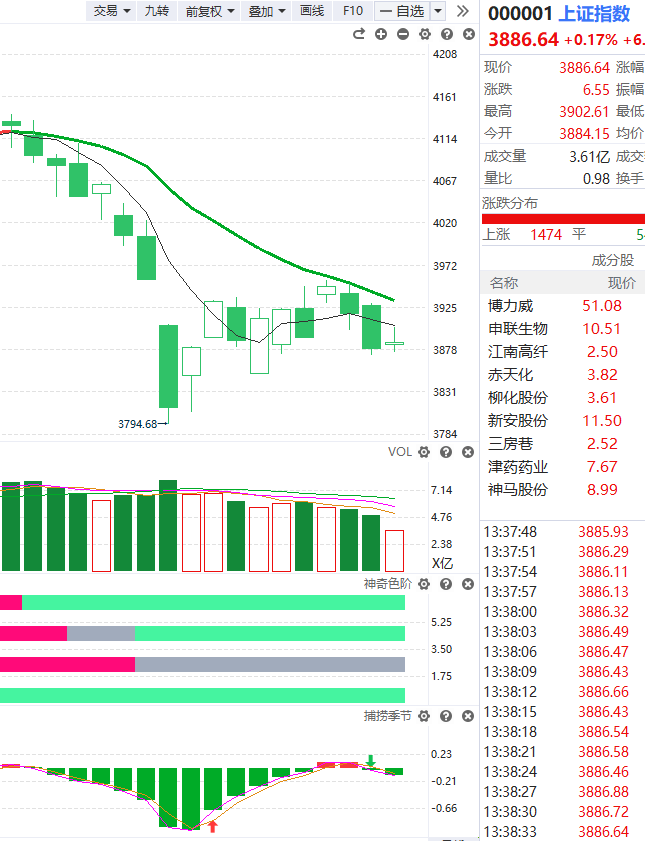 交易 九转 前复权 叠加 画线 F10 一 自选
000001 上证指数
3886.64 +0.17% +6.
现价 3886.64 涨幅
涨跌 6.55 振幅
最高 3902.61 最低
今开 3884.15 均价
成交量 3.61亿 成交
量比 0.98 换手
涨跌分布
上涨 1474 平 5
成分股
名称 现价
博力威 51.08
申联生物 10.51
江南高纤 2.50
赤天化 3.82
柳化股份 3.61
新安股份 11.50
三房巷 2.52
津药药业 7.67
神马股份 8.99
13:37:48 3885.93
13:37:51 3886.29
13:37:54 3886.11
13:37:57 3886.13
13:38:00 3886.32
13:38:03 3886.49
13:38:06 3886.47
13:38:09 3886.43
13:38:12 3886.66
13:38:15 3886.43
13:38:18 3886.54
13:38:21 3886.58
13:38:24 3886.46
13:38:27 3886.88
13:38:30 3886.72
13:38:33 3886.64
4208
4161
4114
4067
4020
3972
3925
3878
3831
3784
3794.68→
VOL
7.14
4.76
2.38
X亿
神奇色阶
5.25
3.50
1.75
捕捞季节
0.23
-0.21
-0.66